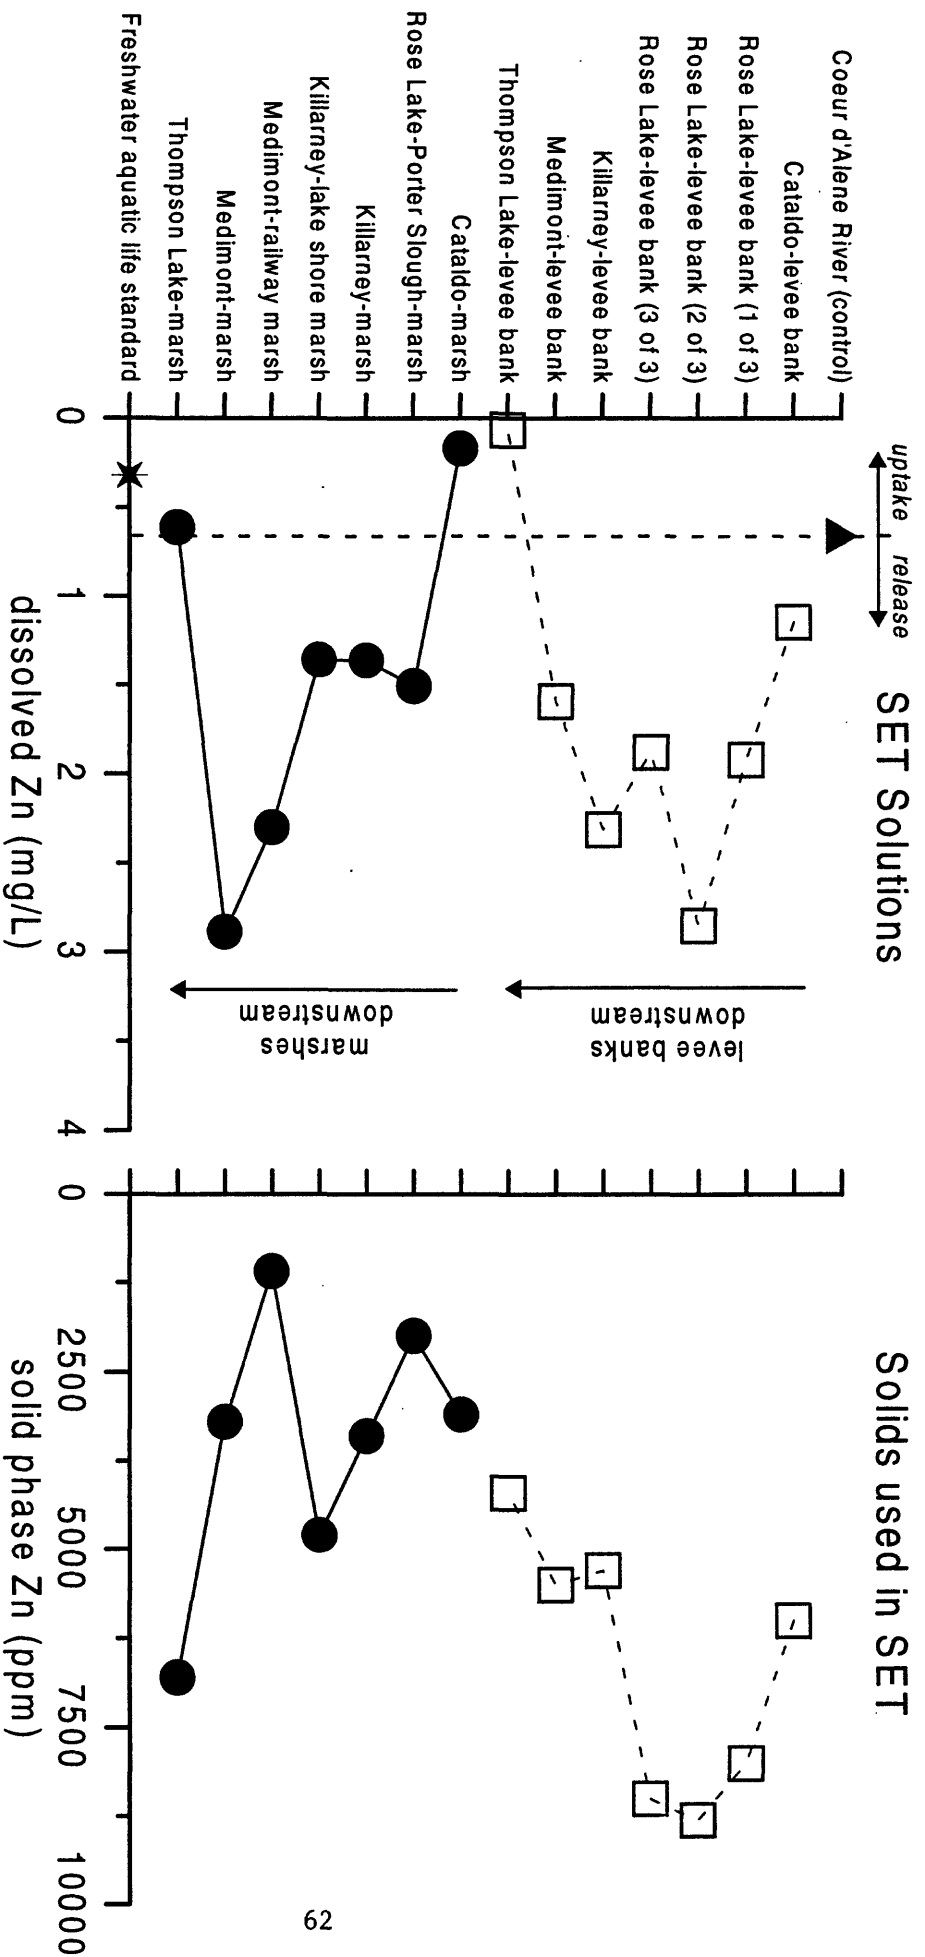 SET Solutions
Solids used in SET
uptake release
Coeur d'Alene River (control)
Cataldo-levee bank
Rose Lake-levee bank (1 of 3)
Rose Lake-levee bank (2 of 3)
Rose Lake-levee bank (3 of 3)
Killarney-levee bank
Medimont-levee bank
Thompson Lake-levee bank
Cataldo-marsh
Rose Lake-Porter Slough-marsh
Killarney-marsh
Killarney-lake shore marsh
Medimont-railway marsh
Medimont-marsh
Thompson Lake-marsh
Freshwater aquatic life standard
levee banks
downstream
marshes
downstream
0 1 2 3 4
dissolved Zn (mg/L)
0 2500 5000 7500 10000
solid phase Zn (ppm)
62